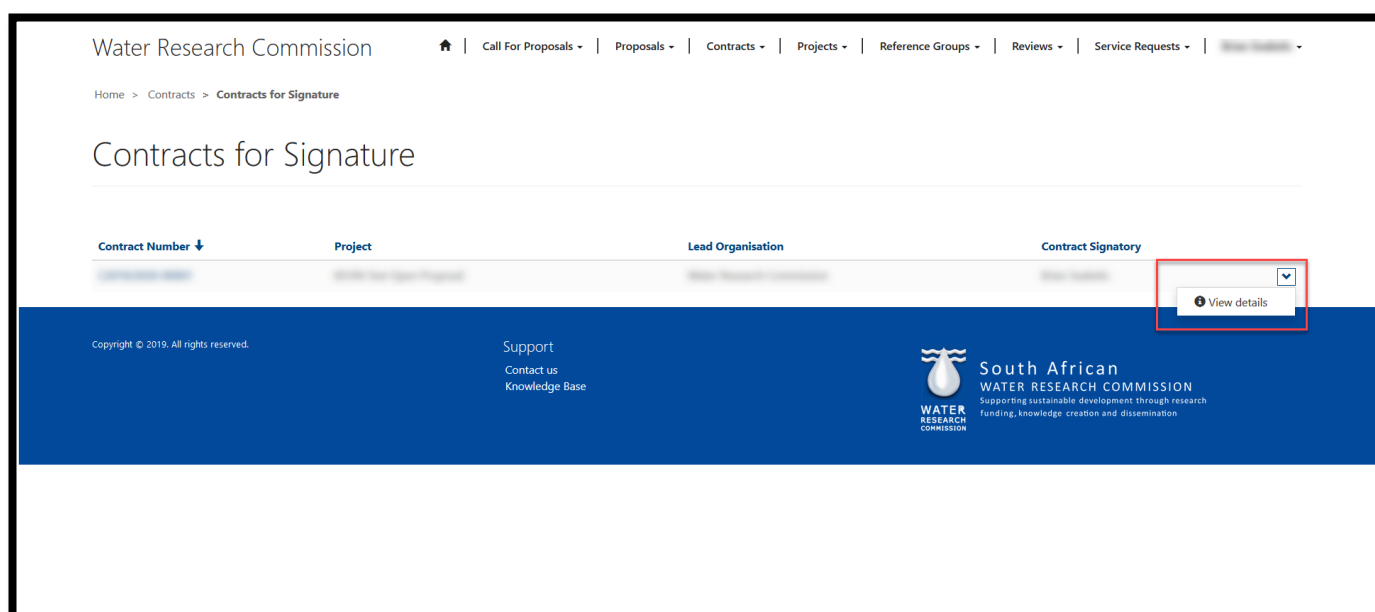 Water Research Commission
Call For Proposals | Proposals | Contracts | Projects | Reference Groups | Reviews | Service Requests |
Home > Contracts > Contracts for Signature
Contracts for Signature
Contract Number Project Lead Organisation Contract Signatory
View details
Copyright © 2019. All rights reserved.
Support
Contact us
Knowledge Base
WATER
RESEARCH
COMMISSION
South African
WATER RESEARCH COMMISSION
Supporting sustainable development through research
funding, knowledge creation and dissemination